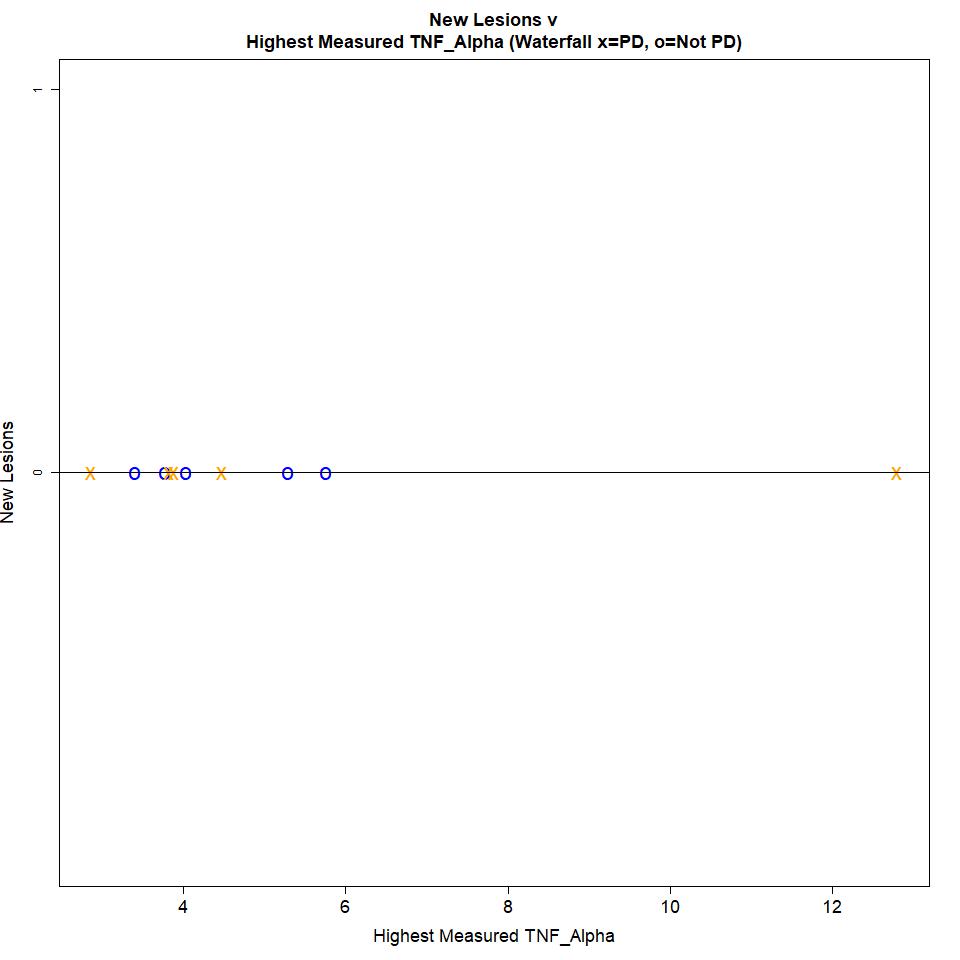 New Lesions v
Highest Measured TNF_Alpha (Waterfall x=PD, o=Not PD)
1
New Lesions
0
x o o x x o x o o x
4 6 8 10 12
Highest Measured TNF_Alpha